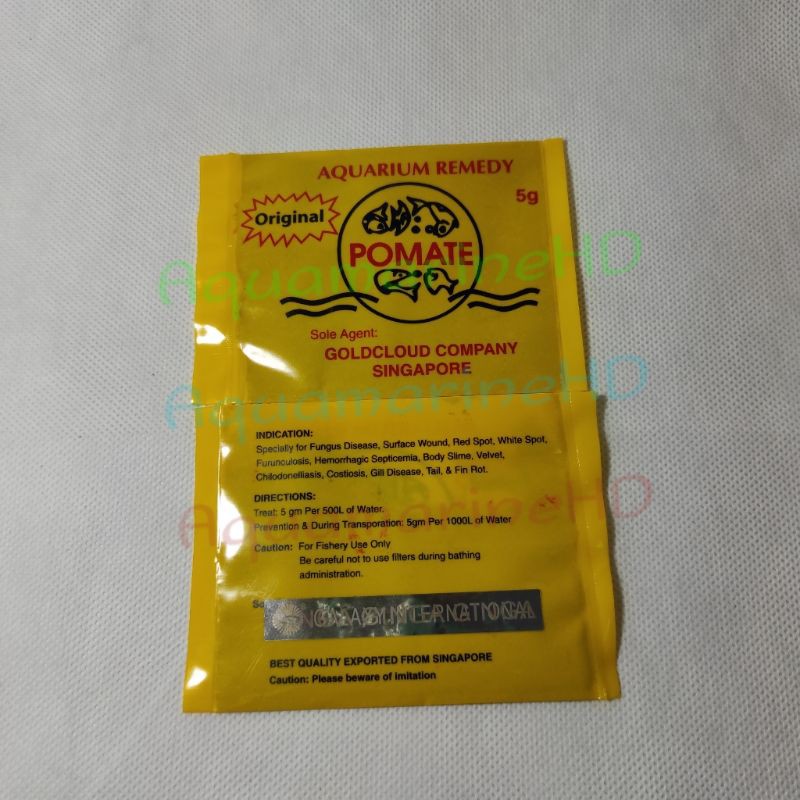 AQUARIUM REMEDY
5g
Original
POMATE
AquamarineHD
Sole Agent:
GOLDCLOUD COMPANY
SINGAPORE
AquamarineHD
INDICATION:
Specially for Fungus Disease, Surface Wound, Red Spot, White Spot,
Furunculosis, Hemorrhagic Septicemia, Body Slime, Velvet,
Chilodonelliasis, Costiosis, Gill Disease, Tail, & Fin Rot.
DIRECTIONS:
Treat: 5 gm Per 500L of Water.
AquamarineHD
Prevention & During Transporation: 5gm Per 1000L of Water
Caution: For Fishery Use Only
Be careful not to use filters during bathing
administration.
BEST QUALITY EXPORTED FROM SINGAPORE
Caution: Please beware of imitation